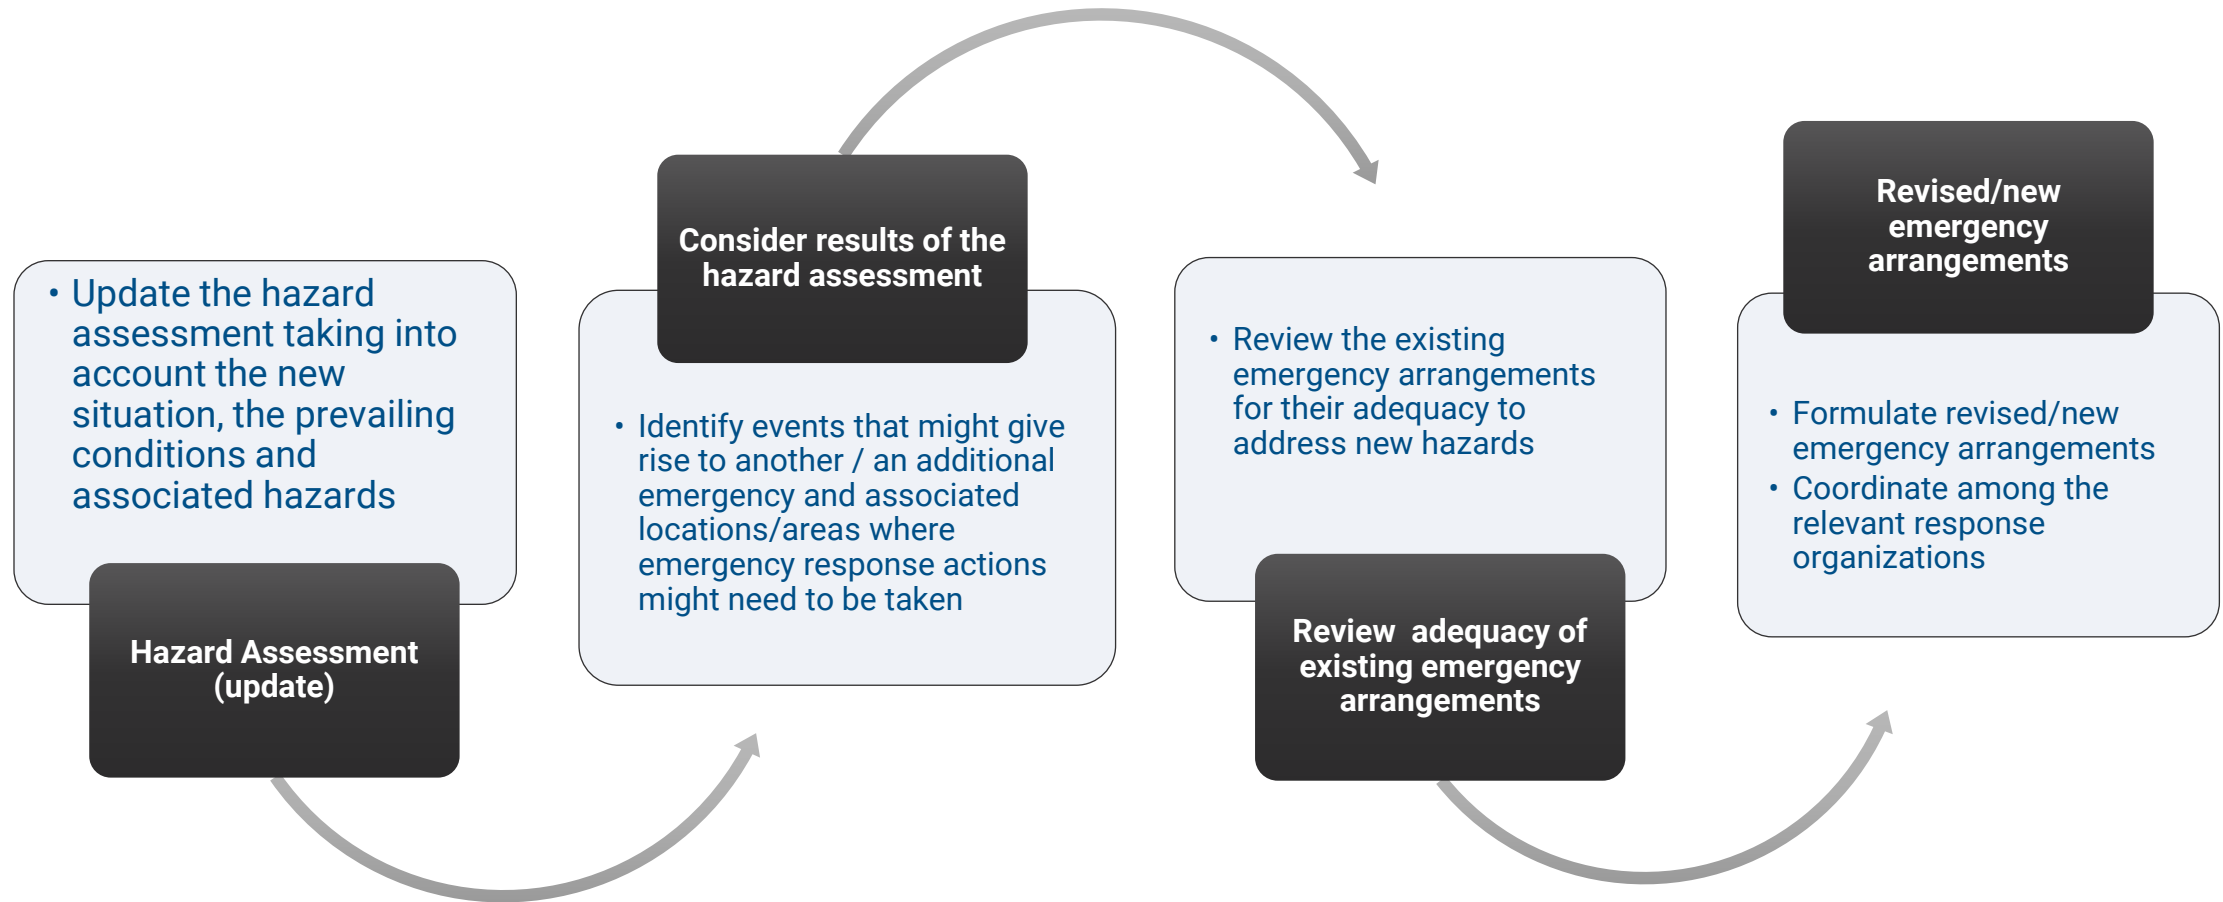 • Update the hazard
assessment taking into
account the new
situation, the prevailing
conditions and
associated hazards
Hazard Assessment
(update)
Consider results of the
hazard assessment
• Identify events that might give
rise to another / an additional
emergency and associated
locations/areas where
emergency response actions
might need to be taken
• Review the existing
emergency arrangements
for their adequacy to
address new hazards
Review  adequacy of
existing emergency
arrangements
Revised/new
emergency
arrangements
• Formulate revised/new
emergency arrangements
• Coordinate among the
relevant response
organizations